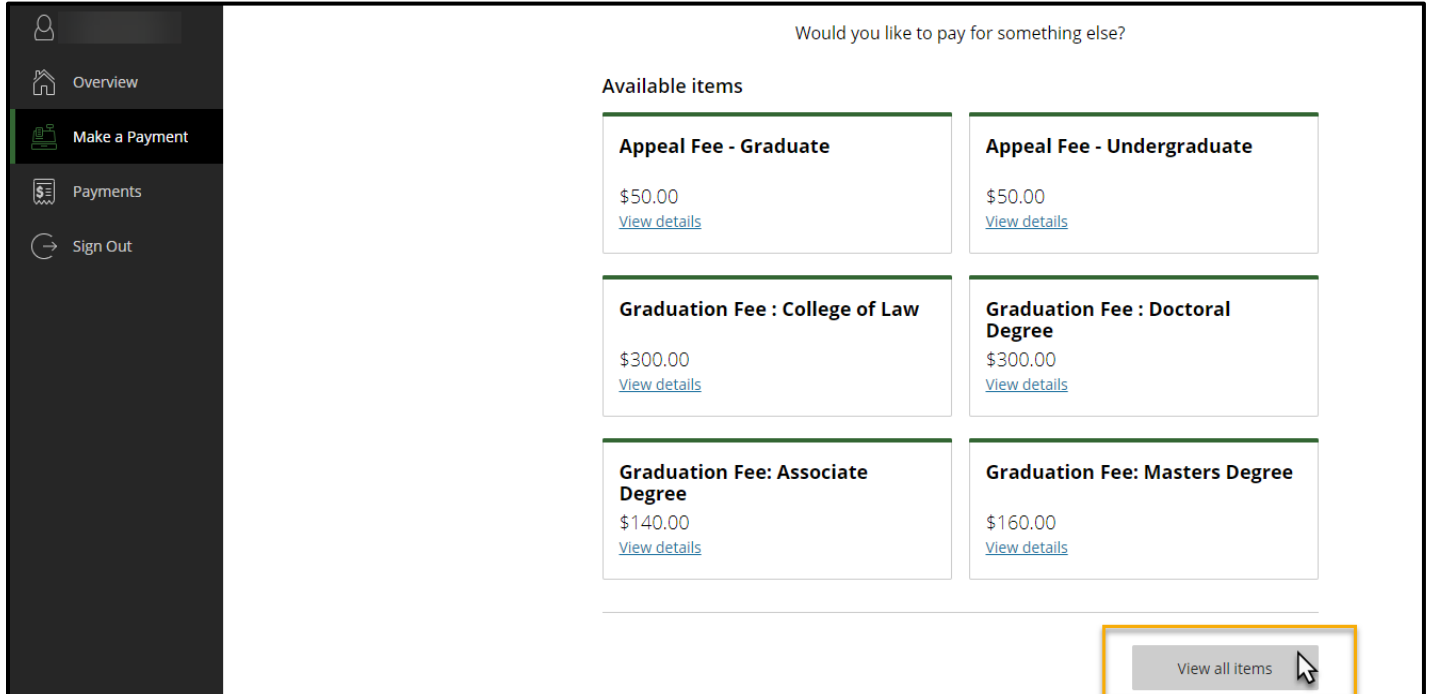 Overview
Make a Payment
Payments
Sign Out
Would you like to pay for something else?
Available items
Appeal Fee - Graduate
$50.00
View details
Appeal Fee - Undergraduate
$50.00
View details
Graduation Fee : College of Law
$300.00
View details
Graduation Fee : Doctoral
Degree
$300.00
View details
Graduation Fee: Associate
Degree
$140.00
View details
Graduation Fee: Masters Degree
$160.00
View details
View all items